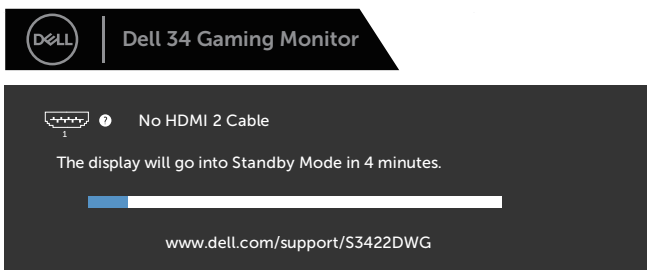 DELL
Dell 34 Gaming Monitor
? No HDMI 2 Cable
1
The display will go into Standby Mode in 4 minutes.
www.dell.com/support/S3422DWG